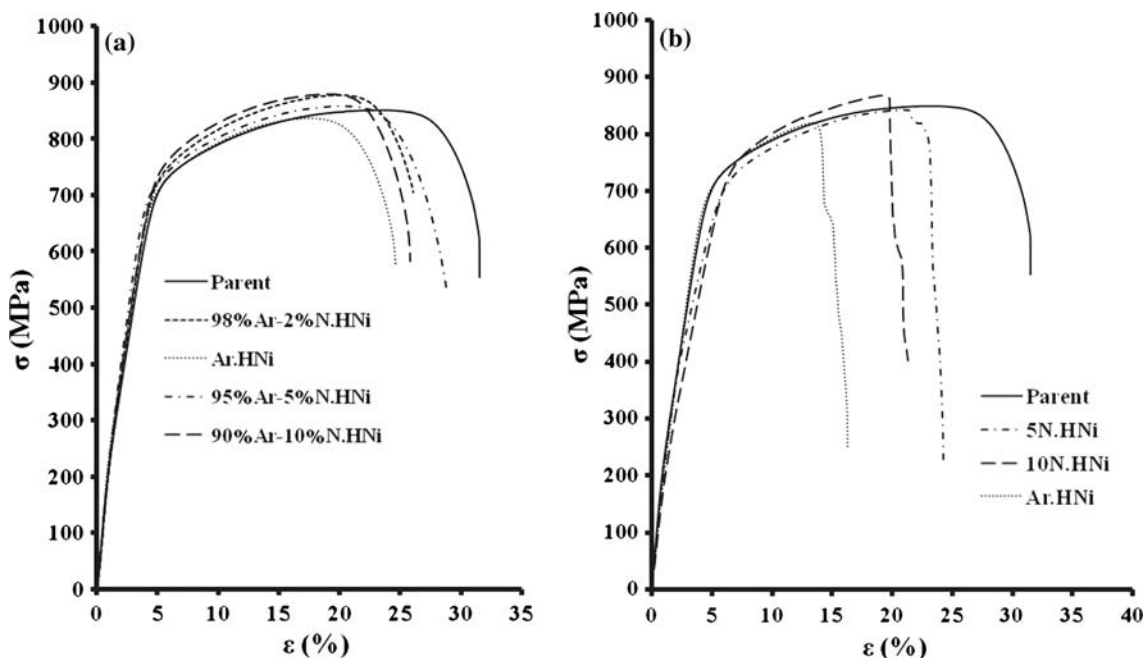 (a)
1000
900
800
700
600
500
400
300
200
100
0
σ (MPa)
Parent
98%Ar-2%N.HNi
Ar.HNi
95%Ar-5%N.HNi
90%Ar-10%N.HNi
0 5 10 15 20 25 30 35
ε (%)
(b)
1000
900
800
700
600
500
400
300
200
100
0
σ (MPa)
Parent
5N.HNi
10N.HNi
Ar.HNi
0 5 10 15 20 25 30 35 40
ε (%)